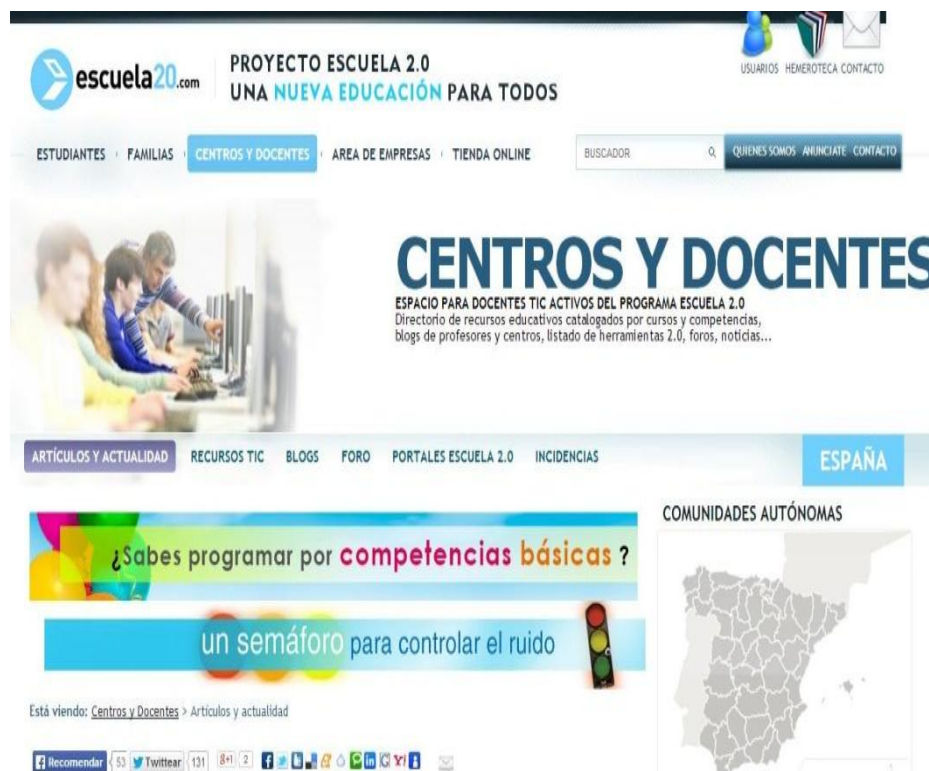 escuela20.com
PROYECTO ESCUELA 2.0
UNA NUEVA EDUCACIÓN PARA TODOS
USUARIOS HEMEROTECA CONTACTO
ESTUDIANTES FAMILIAS CENTROS Y DOCENTES AREA DE EMPRESAS TIENDA ONLINE
BUSCADOR
QUIENES SOMOS ANUNCIATE CONTACTO
CENTROS Y DOCENTES
ESPACIO PARA DOCENTES TIC ACTIVOS DEL PROGRAMA ESCUELA 2.0
Directorio de recursos educativos catalogados por cursos y competencias,
blogs de profesores y centros, listado de herramientas 2.0, foros, noticias...
ARTÍCULOS Y ACTUALIDAD RECURSOS TIC BLOGS FORO PORTALES ESCUELA 2.0 INCIDENCIAS
ESPAÑA
COMUNIDADES AUTÓNOMAS
¿Sabes programar por competencias básicas ?
un semáforo para controlar el ruido
Está viendo: Centros y Docentes > Artículos y actualidad
Recomendar 53 Twittear 131 g+1 2